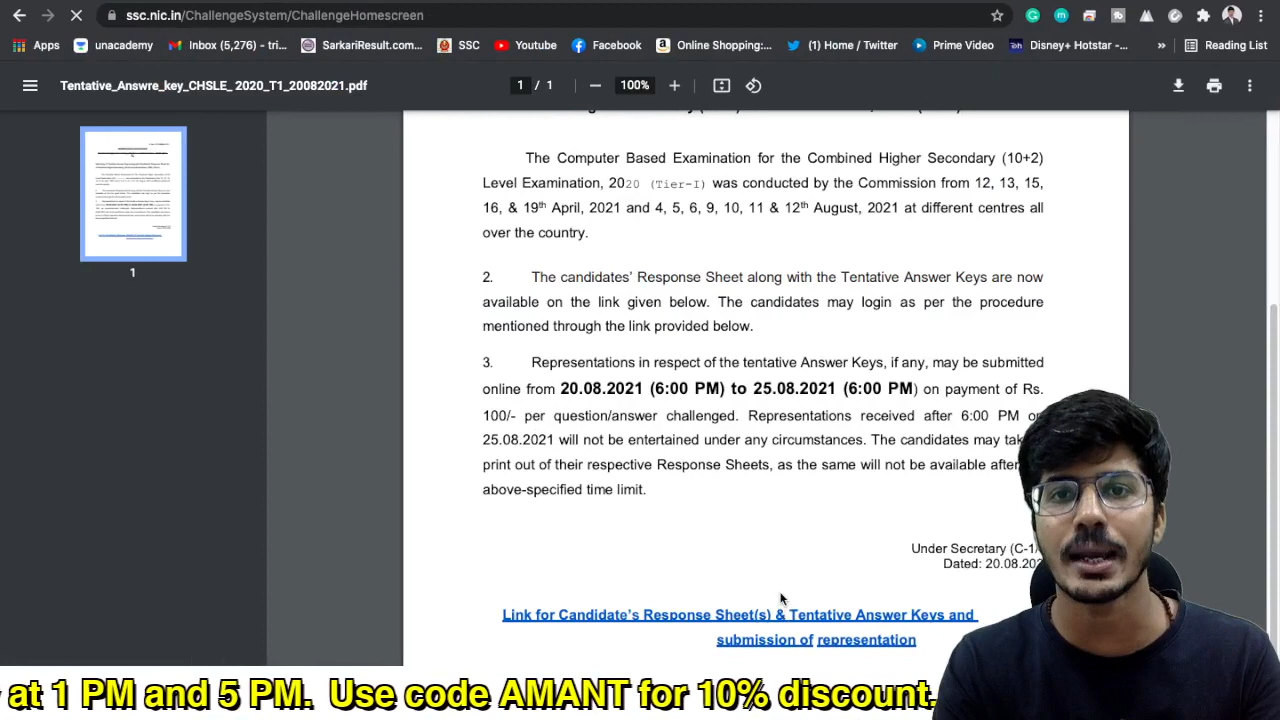 ssc.nic.in/ChallengeSystem/ChallengeHomescreen
Apps unacademy Inbox (5,276) - tri... SarkariResult.com... SSC Youtube Facebook Online Shopping:... (1) Home / Twitter Prime Video Disney+ Hotstar -... » Reading List
Tentative_Answre_key_CHSLE_ 2020_T1_20082021.pdf 1 / 1 100%
The Computer Based Examination for the Combined Higher Secondary (10+2)
Level Examination, 2020 (Tier-I) was conducted by the Commission from 12, 13, 15,
16, & 19th April, 2021 and 4, 5, 6, 9, 10, 11 & 12th August, 2021 at different centres all
over the country.
2. The candidates' Response Sheet along with the Tentative Answer Keys are now
available on the link given below. The candidates may login as per the procedure
mentioned through the link provided below.
3. Representations in respect of the tentative Answer Keys, if any, may be submitted
online from 20.08.2021 (6:00 PM) to 25.08.2021 (6:00 PM) on payment of Rs.
100/- per question/answer challenged. Representations received after 6:00 PM
25.08.2021 will not be entertained under any circumstances. The candidates may
print out of their respective Response Sheets, as the same will not be available after
above-specified time limit.
Under Secretary (C-1/
Dated: 20.08.202
Link for Candidate's Response Sheet(s) & Tentative Answer Keys and
submission of representation
1
at 1 PM and 5 PM. Use code AMANT for 10% discount.